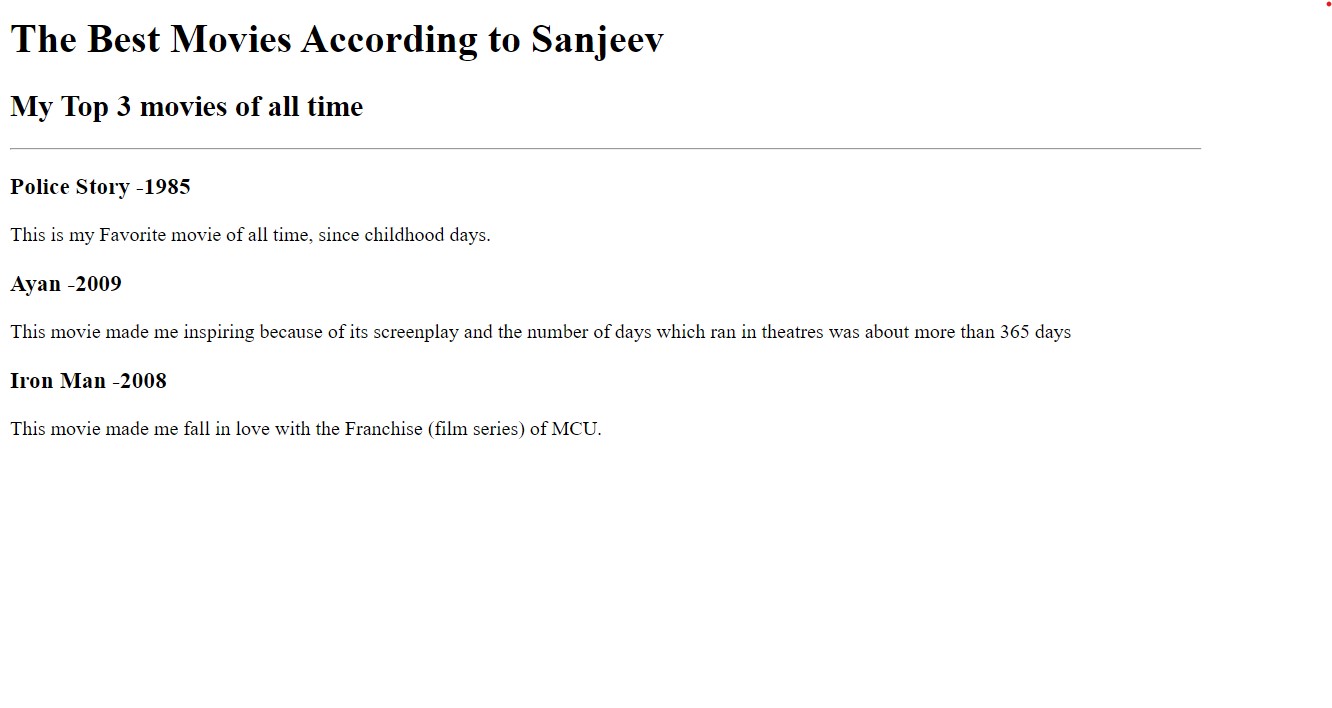 The Best Movies According to Sanjeev
My Top 3 movies of all time
Police Story -1985
This is my Favorite movie of all time, since childhood days.
Ayan -2009
This movie made me inspiring because of its screenplay and the number of days which ran in theatres was about more than 365 days
Iron Man -2008
This movie made me fall in love with the Franchise (film series) of MCU.